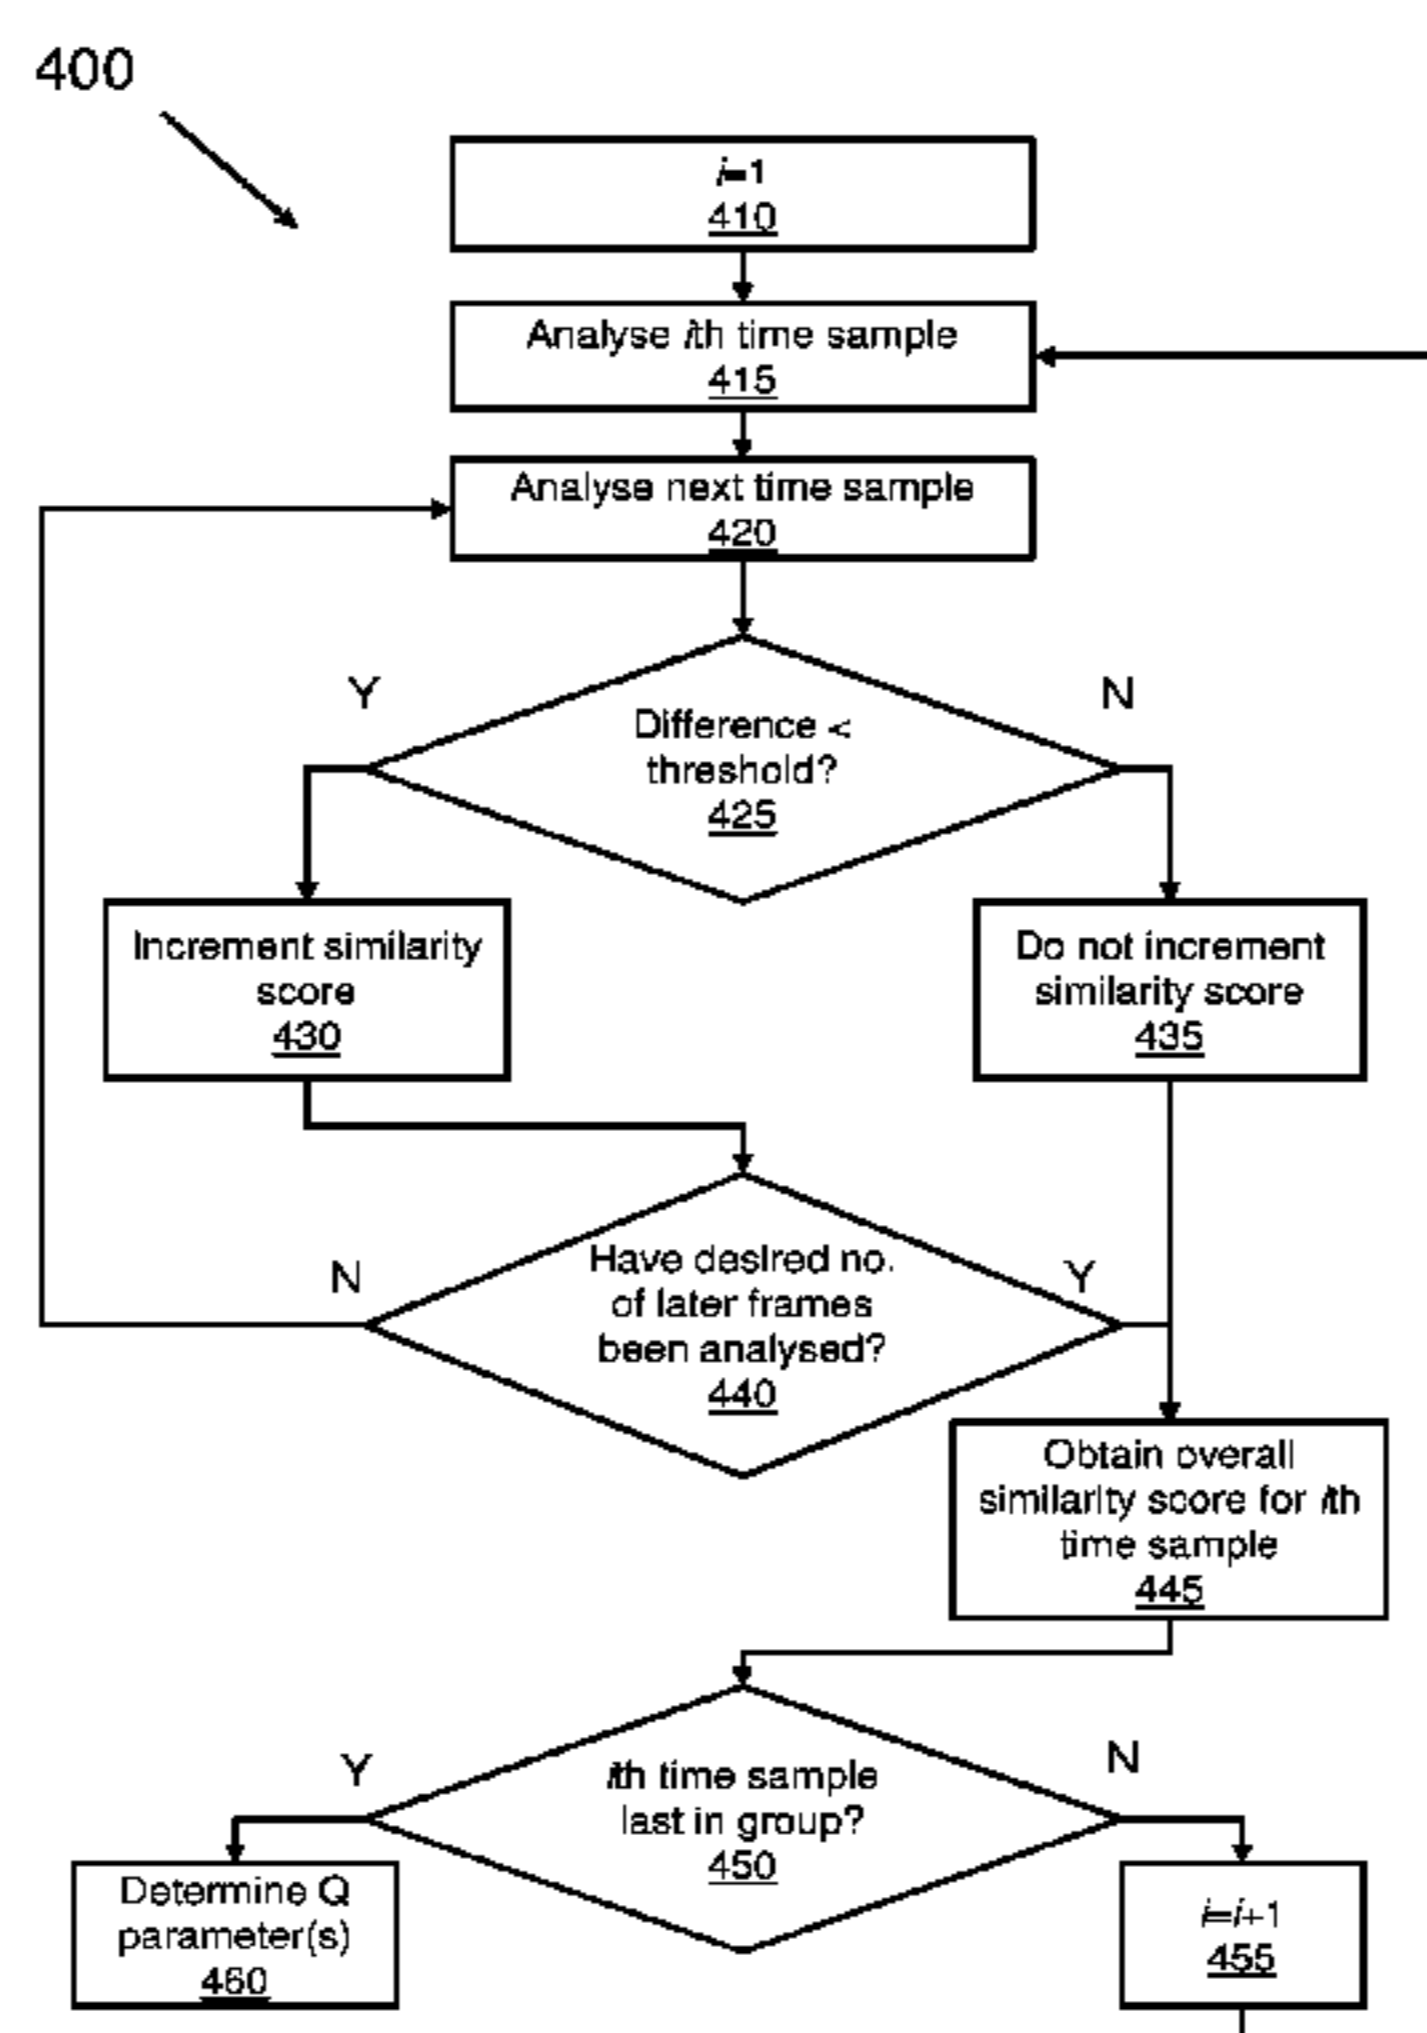 400
i=1
410
Analyse ith time sample
415
Analyse next time sample
420
Y
N
Difference <
threshold?
425
Increment similarity
score
430
Do not increment
similarity score
435
N
Y
Have desired no.
of later frames
been analysed?
440
Obtain overall
similarity score for ith
time sample
445
Y
N
ith time sample
last in group?
450
Determine Q
parameter(s)
460
i=i+1
455